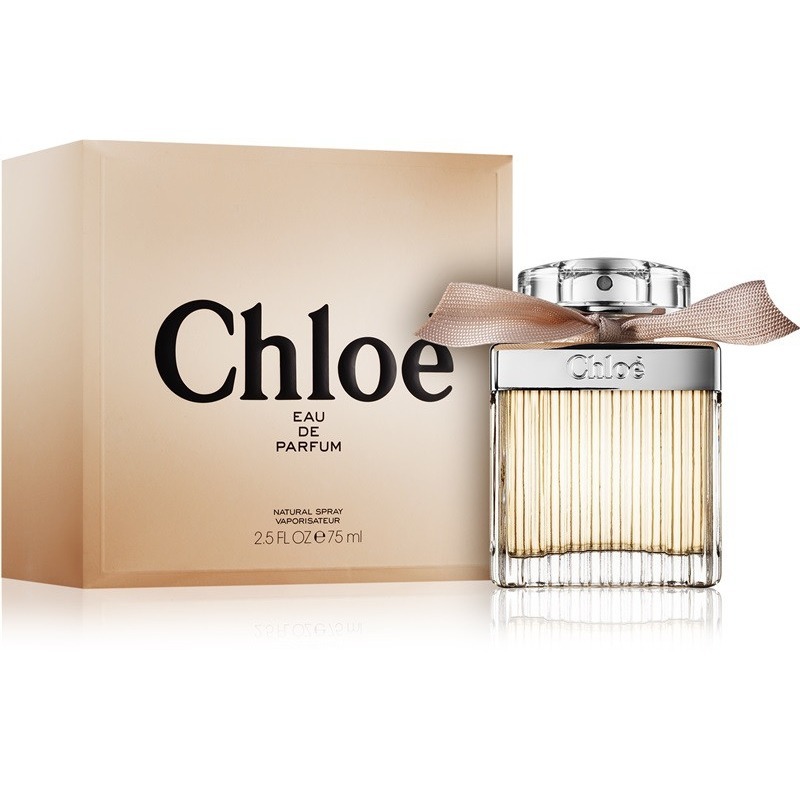 Chloé
EAU
DE
PARFUM
NATURAL SPRAY
VAPORISATEUR
2.5 FL OZ ℮ 75 ml
Chloé